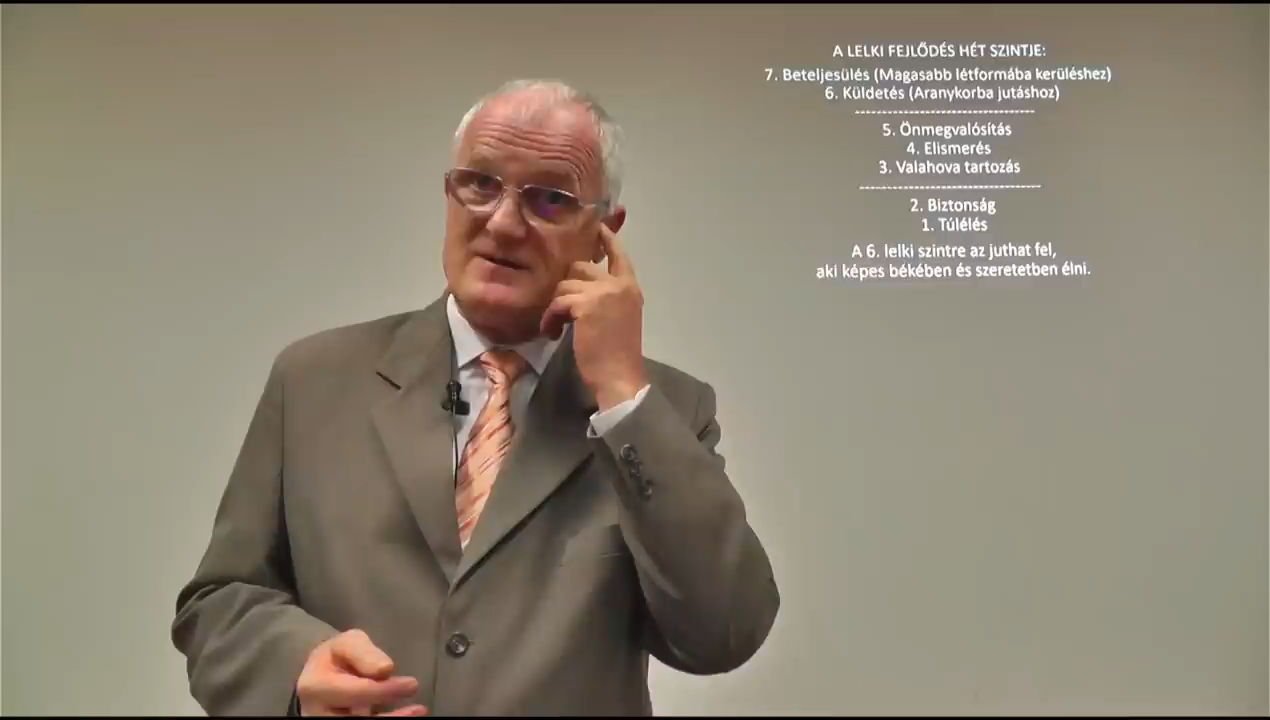 A LELKI FEJLŐDÉS HÉT SZINTJE:
7. Beteljesülés (Magasabb létformába kerüléshez)
6. Küldetés (Aranykorba jutáshoz)
5. Önmegvalósítás
4. Elismerés
3. Valahova tartozás
2. Biztonság
1. Túlélés
A 6. lelki szintre az juthat fel,
aki képes békében és szeretetben élni.